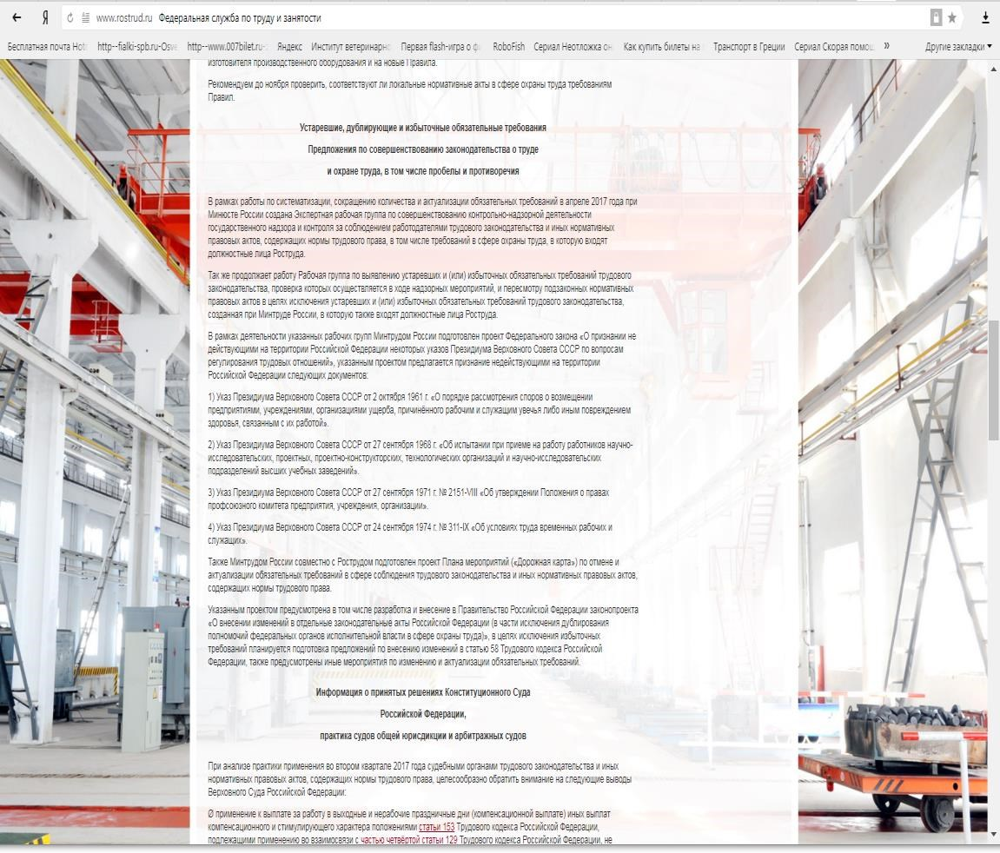 Я www.rostrud.ru Федеральная служба по труду и занятости
Бесплатная почта Hotr http--fialki-spb.ru-Osve http--www.007bilet.ru- Яндекс Институт ветеринарно Первая flash-игра о ф RoboFish Сериал Неотложка он Как купить билеты на Транспорт в Греции Сериал Скорая помощ » Другие закладки
изготовителя производственного оборудования и на новые Правила.
Рекомендуем до ноября проверить, соответствуют ли локальные нормативные акты в сфере охраны труда требованиям
Правил.
Устаревшие, дублирующие и избыточные обязательные требования
Предложения по совершенствованию законодательства о труде
и охране труда, в том числе пробелы и противоречия
В рамках работы по систематизации, сокращению количества и актуализации обязательных требований в апреле 2017 года при
Минюсте России создана Экспертная рабочая группа по совершенствованию контрольно-надзорной деятельности
государственного надзора и контроля за соблюдением работодателями трудового законодательства и иных нормативных
правовых актов, содержащих нормы трудового права, в том числе требований в сфере охраны труда, в которую входят
должностные лица Роструда.
Так же продолжает работу Рабочая группа по выявлению устаревших и (или) избыточных обязательных требований трудового
законодательства, проверка которых осуществляется в ходе надзорных мероприятий, и пересмотру подзаконных нормативных
правовых актов в целях исключения устаревших и (или) избыточных обязательных требований трудового законодательства,
созданная при Минтруде России, в которую также входят должностные лица Роструда.
В рамках деятельности указанных рабочих групп Минтрудом России подготовлен проект Федерального закона «О признании не
действующими на территории Российской Федерации некоторых указов Президиума Верховного Совета СССР по вопросам
регулирования трудовых отношений», указанным проектом предлагается признание недействующими на территории
Российской Федерации следующих документов:
1) Указ Президиума Верховного Совета СССР от 2 октября 1961 г. «О порядке рассмотрения споров о возмещении
предприятиями, учреждениями, организациями ущерба, причинённого рабочим и служащим увечья либо иным повреждением
здоровья, связанным с их работой».
2) Указ Президиума Верховного Совета СССР от 27 сентября 1968 г. «Об испытании при приеме на работу работников научно-
исследовательских, проектных, проектно-конструкторских, технологических организаций и научно-исследовательских
подразделений высших учебных заведений».
3) Указ Президиума Верховного Совета СССР от 27 сентября 1971 г. № 2151-VIII «Об утверждении Положения о правах
профсоюзного комитета предприятия, учреждения, организации».
4) Указ Президиума Верховного Совета СССР от 24 сентября 1974 г. № 311-IX «Об условиях труда временных рабочих и
служащих».
Также Минтрудом России совместно с Рострудом подготовлен проект Плана мероприятий («Дорожная карта») по отмене и
актуализации обязательных требований в сфере соблюдения трудового законодательства и иных нормативных правовых актов,
содержащих нормы трудового права.
Указанным проектом предусмотрена в том числе разработка и внесение в Правительство Российской Федерации законопроекта
«О внесении изменений в отдельные законодательные акты Российской Федерации (в части исключения дублирования
полномочий федеральных органов исполнительной власти в сфере охраны труда)», в целях исключения избыточных
требований планируется подготовка предложений по внесению изменений в статью 58 Трудового кодекса Российской
Федерации, также предусмотрены иные мероприятия по изменению и актуализации обязательных требований.
Информация о принятых решениях Конституционного Суда
Российской Федерации,
практика судов общей юрисдикции и арбитражных судов
При анализе практики применения во втором квартале 2017 года судебными органами трудового законодательства и иных
нормативных правовых актов, содержащих нормы трудового права, целесообразно обратить внимание на следующие выводы
Верховного Суда Российской Федерации:
Ø применение к выплате за работу в выходные и нерабочие праздничные дни (компенсационной выплате) иных выплат
компенсационного и стимулирующего характера положениями статьи 153 Трудового кодекса Российской Федерации,
подлежащими применению во взаимосвязи с частью четвёртой статьи 129 Трудового кодекса Российской Федерации, не